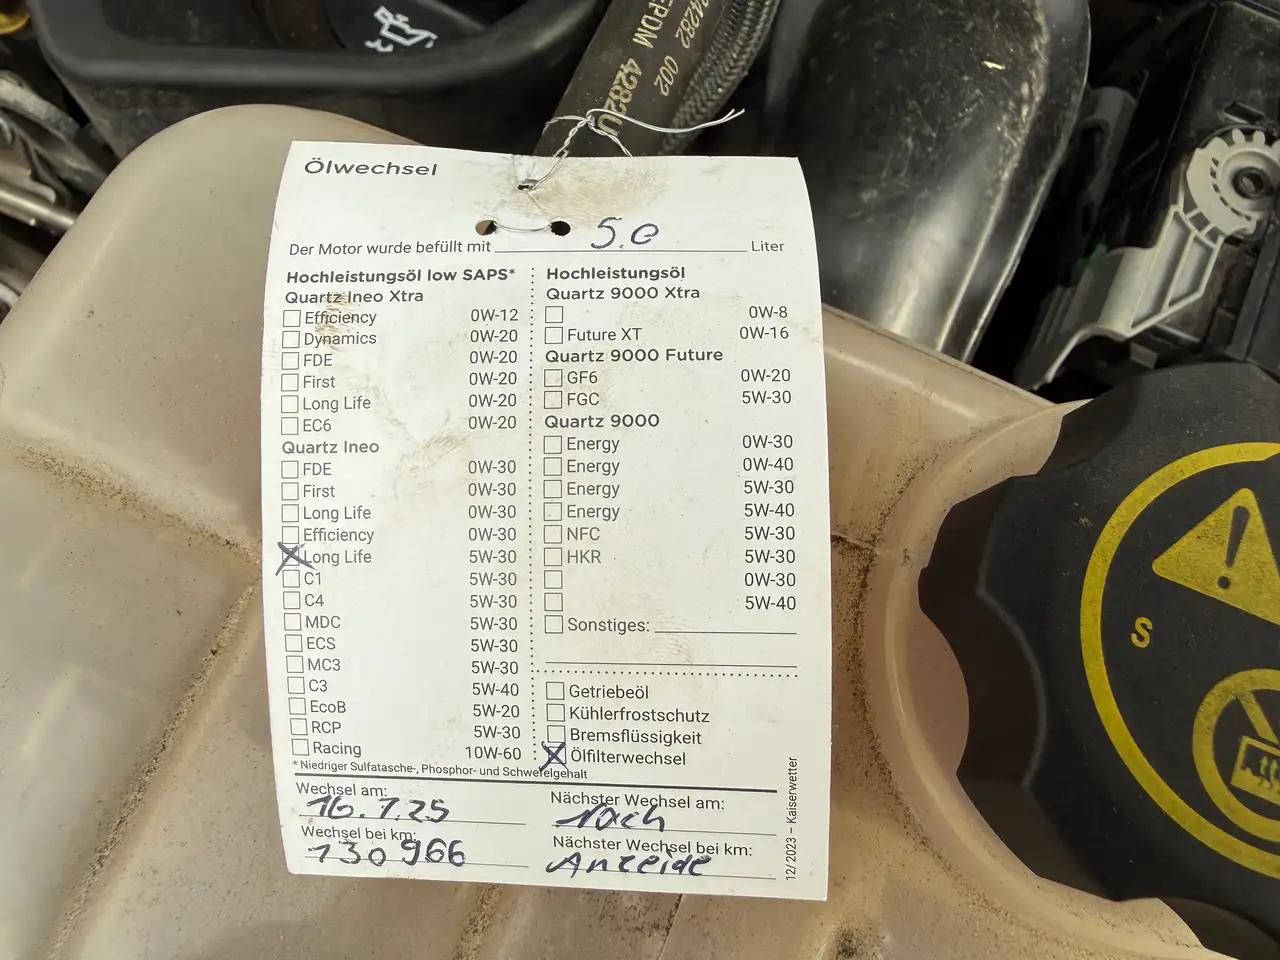 34282 002
EPDM 4282U
Ölwechsel
Der Motor wurde befüllt mit 5.0 Liter
Hochleistungsöl low SAPS*
Quartz Ineo Xtra
Efficiency 0W-12
Dynamics 0W-20
FDE 0W-20
First 0W-20
Long Life 0W-20
EC6 0W-20
Quartz Ineo
FDE 0W-30
First 0W-30
Long Life 0W-30
Efficiency 0W-30
Long Life 5W-30
C1 5W-30
C4 5W-30
MDC 5W-30
ECS 5W-30
MC3 5W-30
C3 5W-40
EcoB 5W-20
RCP 5W-30
Racing 10W-60
* Niedriger Sulfatasche-, Phosphor- und Schwefelgehalt
Hochleistungsöl
Quartz 9000 Xtra
0W-8
Future XT 0W-16
Quartz 9000 Future
GF6 0W-20
FGC 5W-30
Quartz 9000
Energy 0W-30
Energy 0W-40
Energy 5W-30
Energy 5W-40
NFC 5W-30
HKR 5W-30
0W-30
5W-40
Sonstiges:
Getriebeöl
Kühlerfrostschutz
Bremsflüssigkeit
Ölfilterwechsel
Wechsel am:
16.7.25
Wechsel bei km:
130966
Nächster Wechsel am:
Nach
Nächster Wechsel bei km:
Anzeige
12/2023 – Kaiserwetter
S